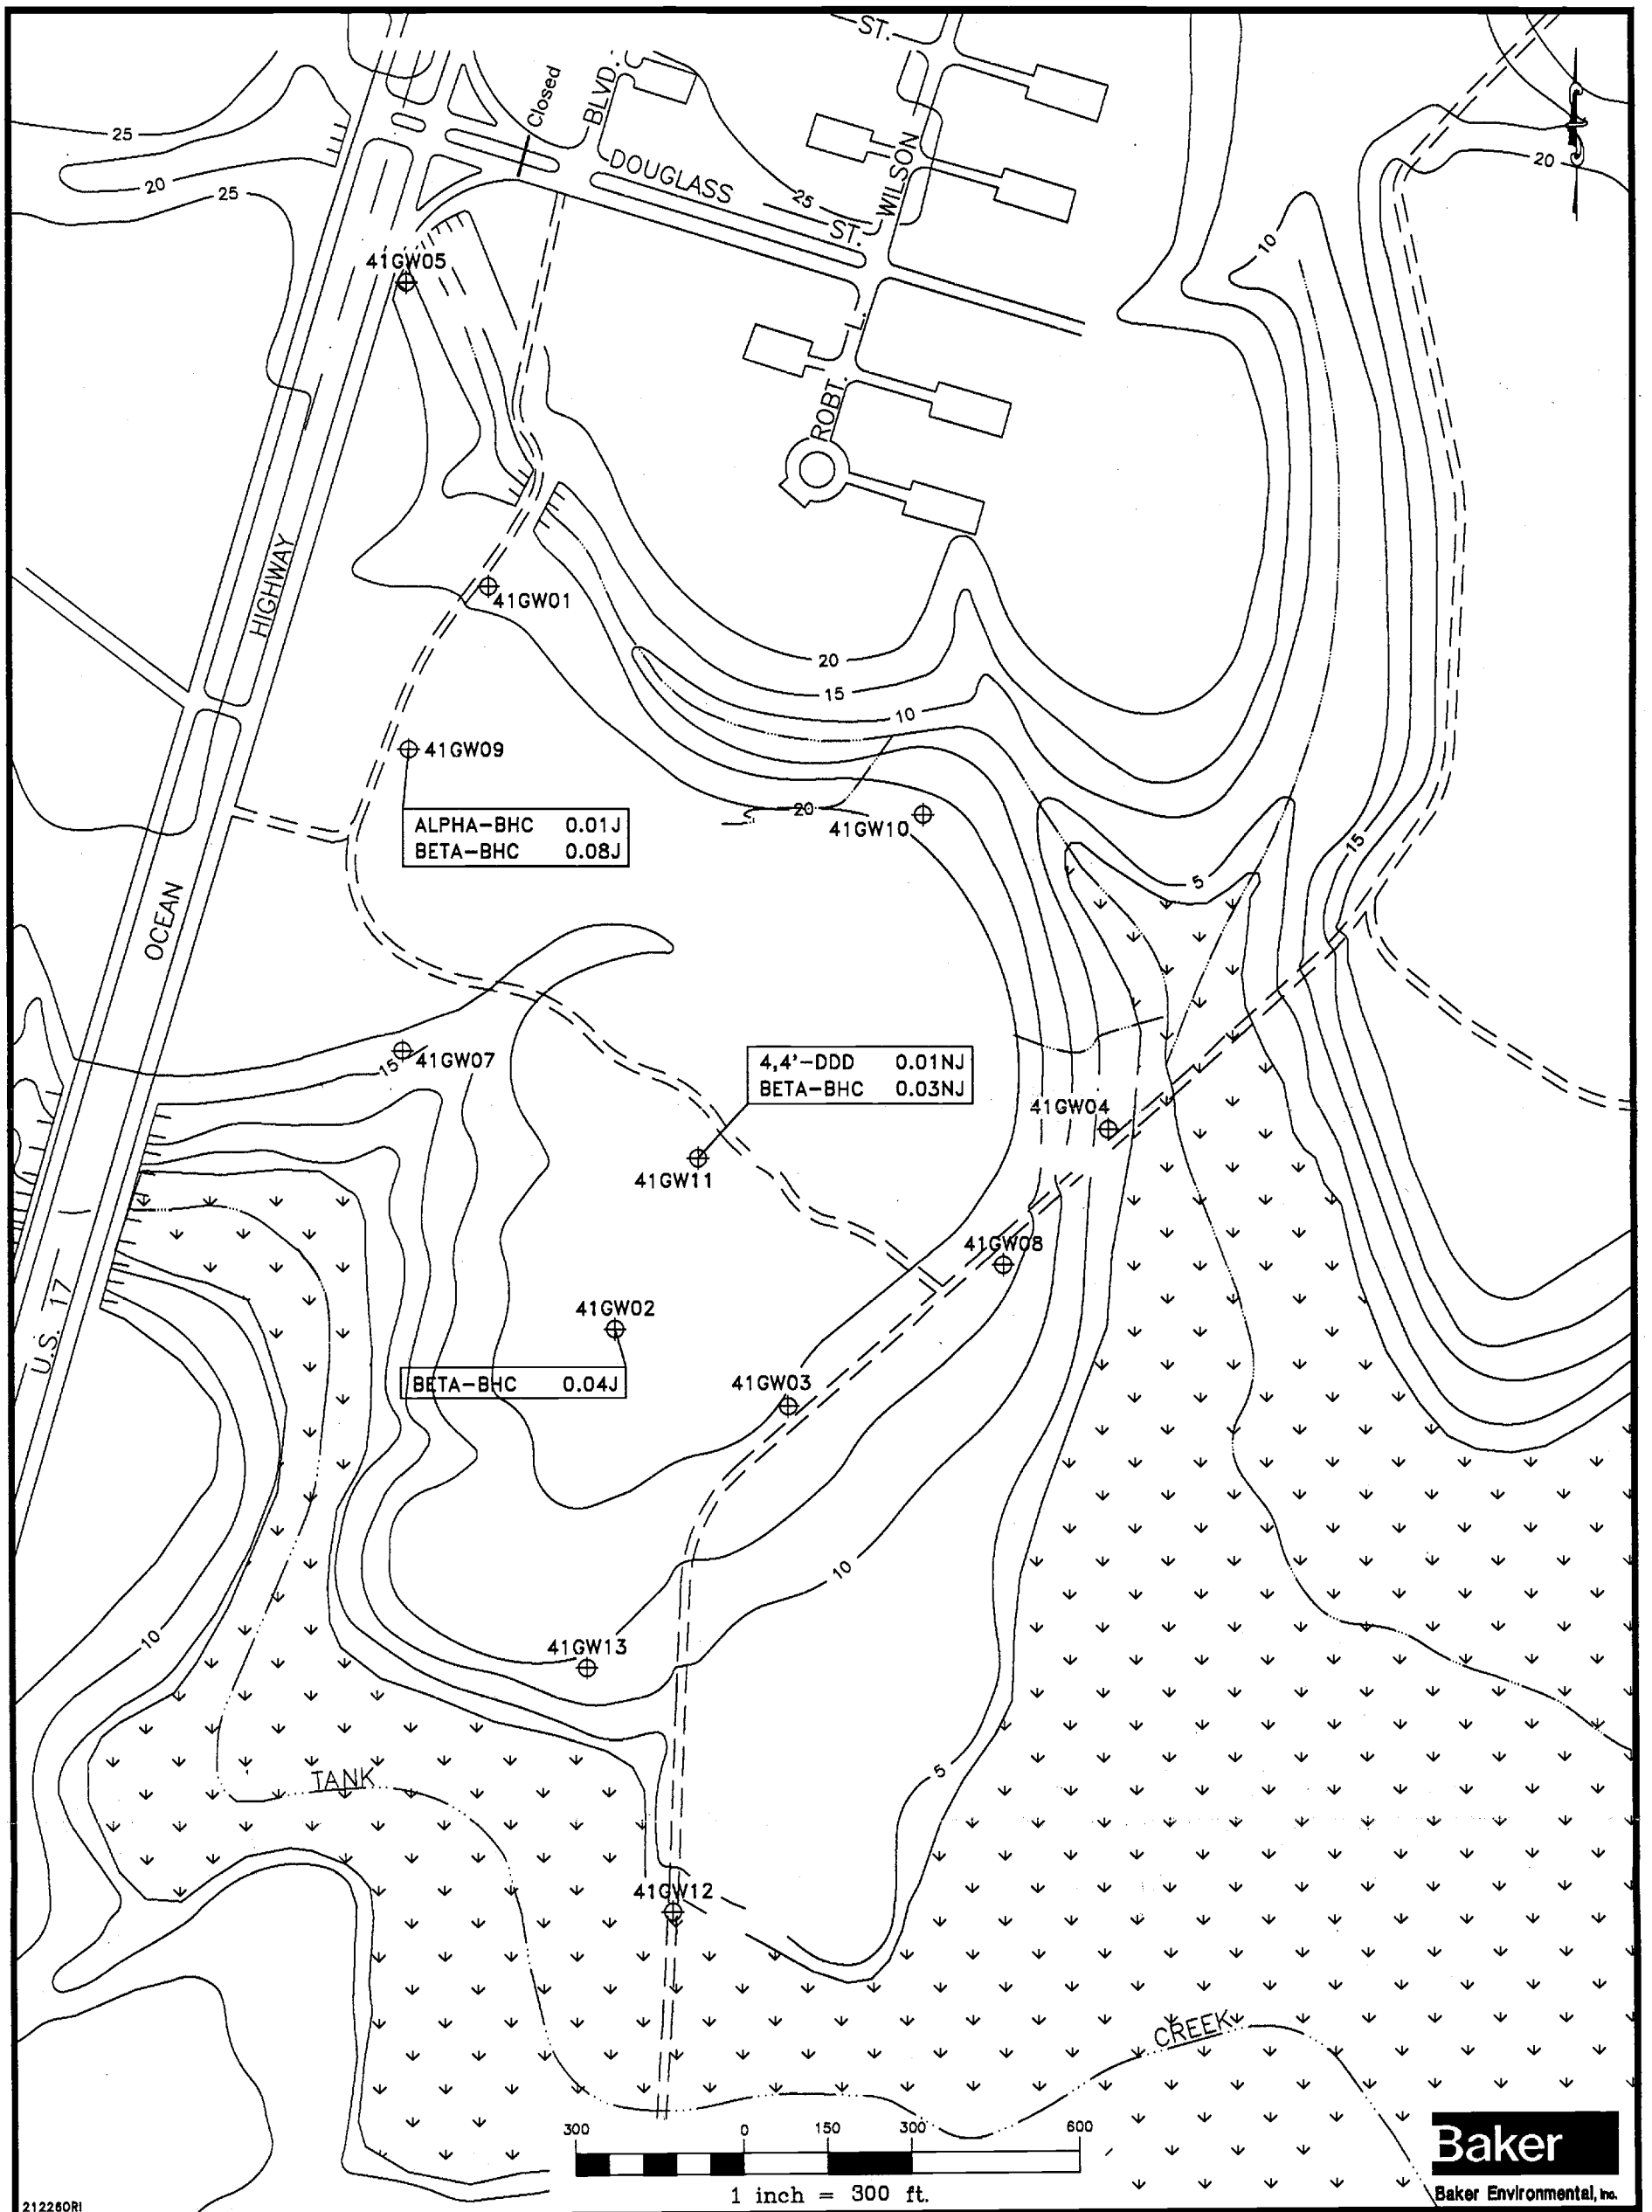 ST.
Closed
BLVD.
25
DOUGLASS
WILSON
20
20
25
25
ST.
10
41GW05
L.
ROBT.
HIGHWAY
41GW01
20
15
10
41GW09
20
41GW10
ALPHA-BHC 0.01J
BETA-BHC 0.08J
15
5
OCEAN
15
41GW07
4,4'-DDD 0.01NJ
BETA-BHC 0.03NJ
41GW04
41GW11
41GW08
U.S. 17
41GW02
BETA-BHC 0.04J
41GW03
10
10
41GW13
5
TANK
41GW12
CREEK
300 0 150 300 600
1 inch = 300 ft.
Baker
Baker Environmental, Inc.
212260RI